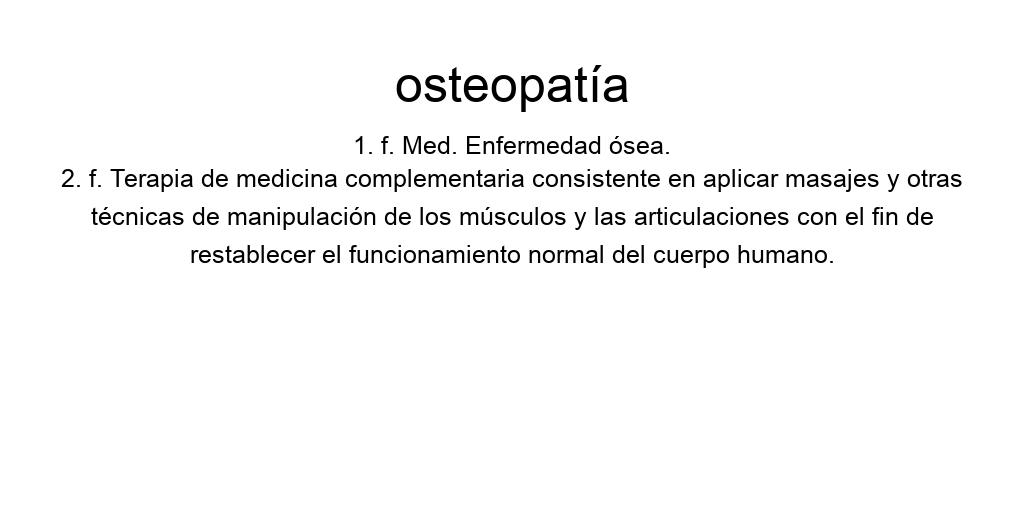 osteopatía
1. f. Med. Enfermedad ósea.
2. f. Terapia de medicina complementaria consistente en aplicar masajes y otras
técnicas de manipulación de los músculos y las articulaciones con el fin de
restablecer el funcionamiento normal del cuerpo humano.